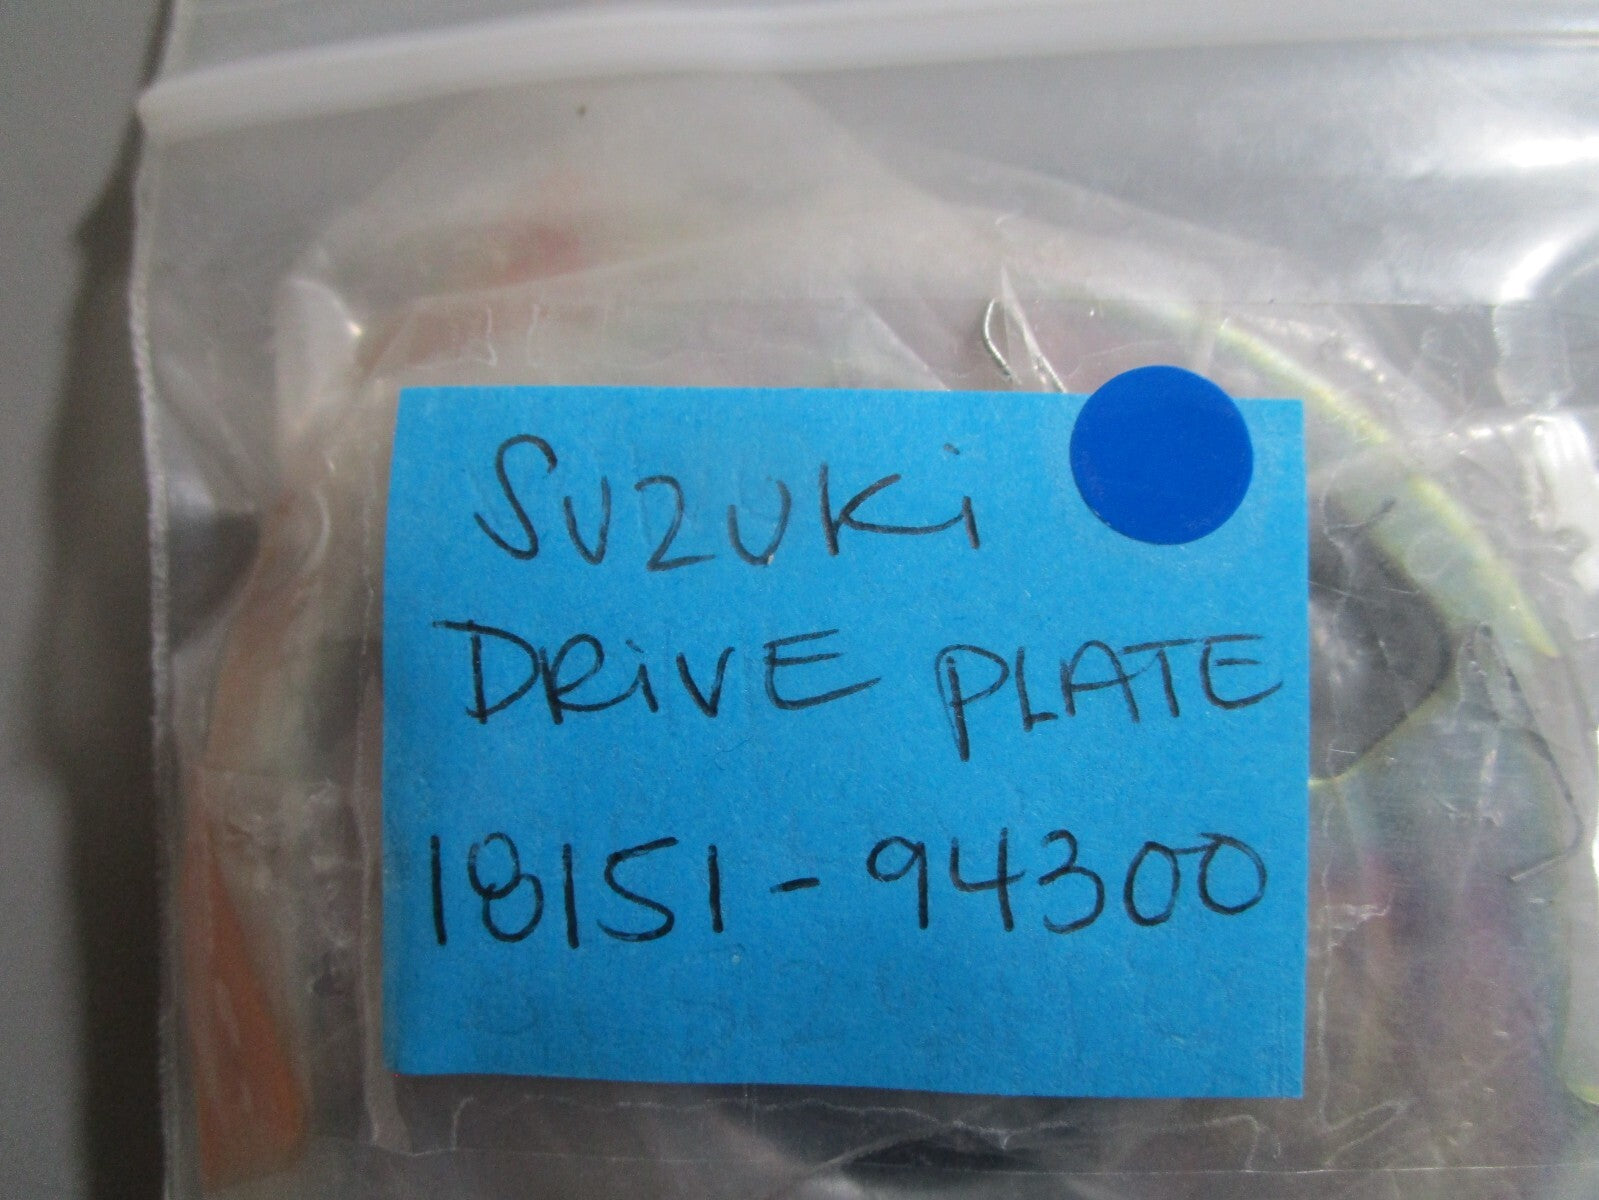 SUZUKi
DRiVE PLATE
18151-94300